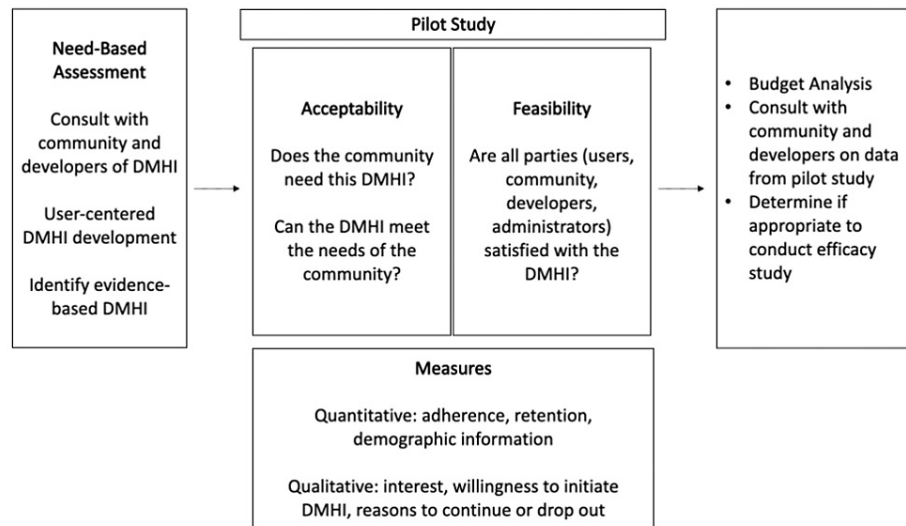 Need-Based
Assessment
Consult with
community and
developers of DMHI
User-centered
DMHI development
Identify evidence-
based DMHI
Pilot Study
Acceptability
Does the community
need this DMHI?
Can the DMHI meet
the needs of the
community?
Feasibility
Are all parties (users,
community,
developers,
administrators)
satisfied with the
DMHI?
Measures
Quantitative: adherence, retention,
demographic information
Qualitative: interest, willingness to initiate
DMHI, reasons to continue or drop out
• Budget Analysis
• Consult with
community and
developers on data
from pilot study
• Determine if
appropriate to
conduct efficacy
study